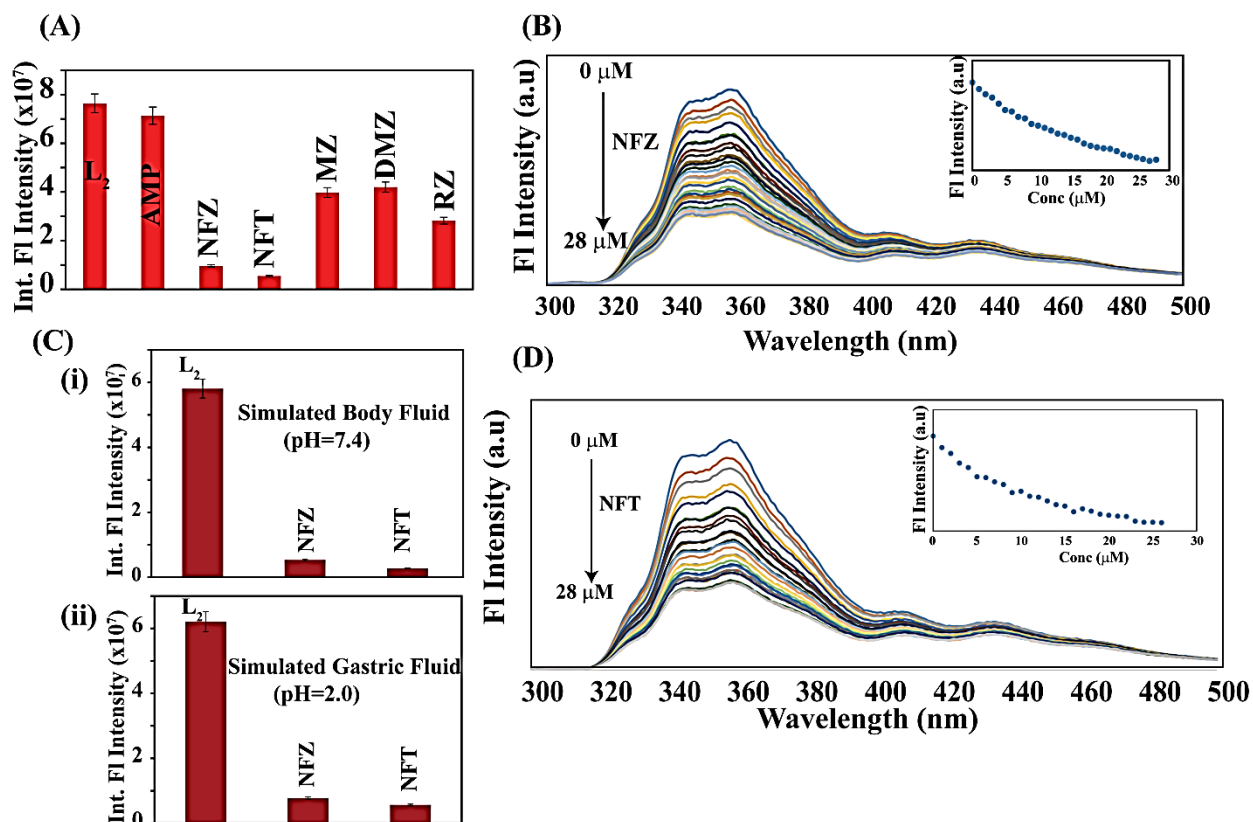 (A)
Int. Fl Intensity (x10⁷)
8
6
4
2
0
L₂
AMP
NFZ
NFT
MZ
DMZ
RZ
(B)
Fl Intensity (a.u)
0 μM
NFZ
28 μM
300 320 340 360 380 400 420 440 460 480 500
Wavelength (nm)
Fl Intensity (a.u)
0 5 10 15 20 25 30
Conc (μM)
(C)
(i)
Int. Fl Intensity (x10⁷)
6
4
2
0
L₂
Simulated Body Fluid
(pH=7.4)
NFZ
NFT
(ii)
Int. Fl Intensity (x10⁷)
6
4
2
0
L₂
Simulated Gastric Fluid
(pH=2.0)
NFZ
NFT
(D)
Fl Intensity (a.u)
0 μM
NFT
28 μM
300 320 340 360 380 400 420 440 460 480 500
Wavelength (nm)
Fl Intensity (a.u)
0 5 10 15 20 25 30
Conc (μM)